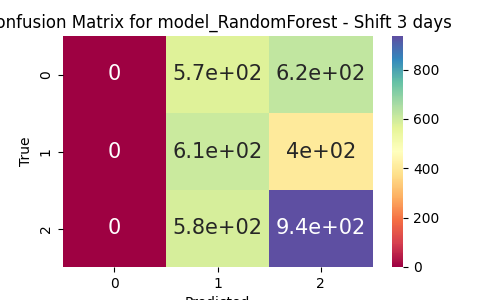 onfusion Matrix for model_RandomForest - Shift 3 days
0 0 5.7e+02 6.2e+02
1 0 6.1e+02 4e+02
2 0 5.8e+02 9.4e+02
True
0 1 2
Predicted
800
600
400
200
0